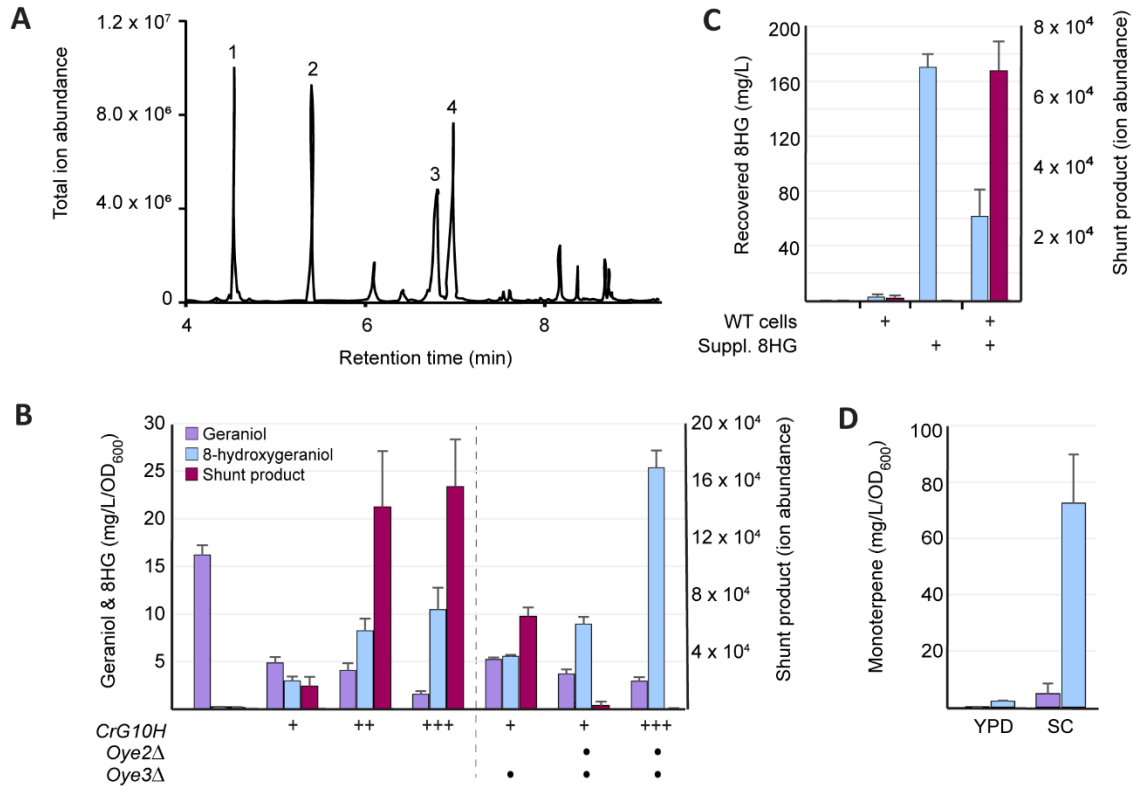 A
Total ion abundance
1.2 x 10⁷
8.0 x 10⁶
4.0 x 10⁶
0
1
2
3
4
4
6
8
Retention time (min)
B
Geraniol & 8HG (mg/L/OD₆₀₀)
30
25
20
15
10
5
Geraniol
8-hydroxygeraniol
Shunt product
20 x 10⁴
16 x 10⁴
12 x 10⁴
8 x 10⁴
4 x 10⁴
Shunt product (ion abundance)
CrG10H + ++ +++ + + +++
Oye2Δ • •
Oye3Δ • • •
C
Recovered 8HG (mg/L)
200
160
120
80
40
8 x 10⁴
6 x 10⁴
4 x 10⁴
2 x 10⁴
Shunt product (ion abundance)
WT cells + +
Suppl. 8HG + +
D
Monoterpene (mg/L/OD₆₀₀)
100
80
60
40
20
YPD SC